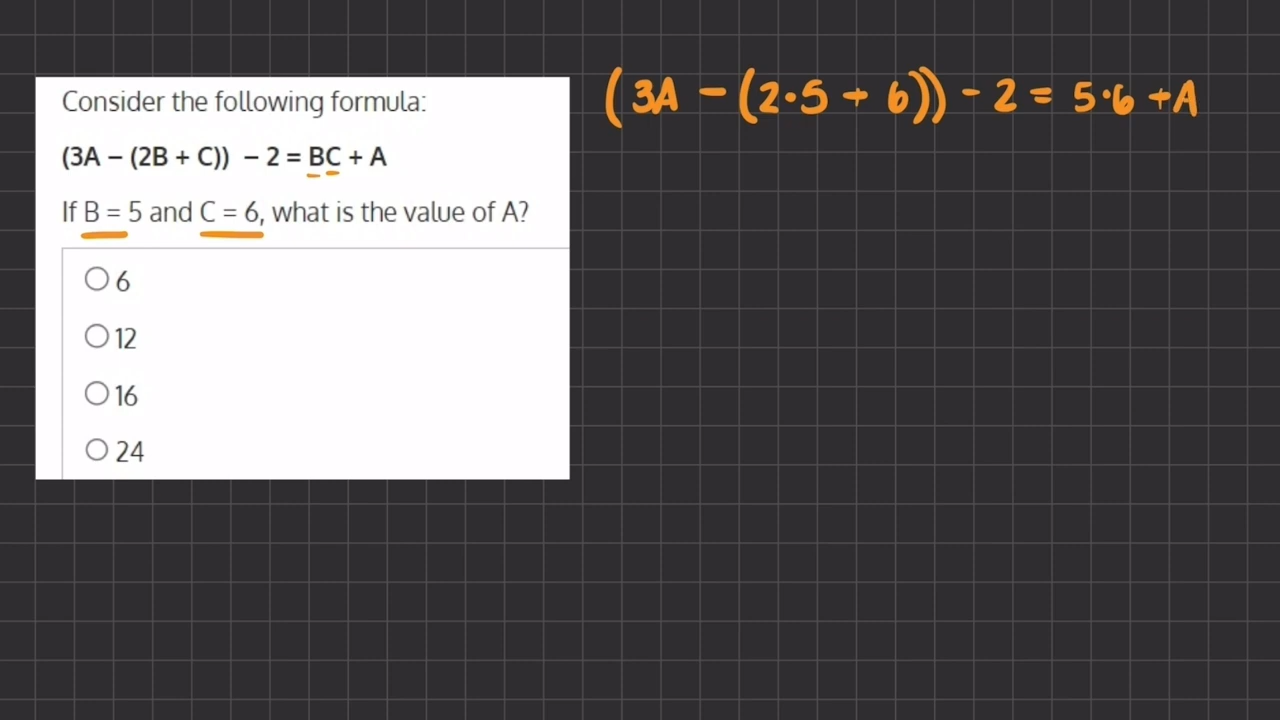 Consider the following formula:
(3A – (2B + C)) – 2 = BC + A
If B = 5 and C = 6, what is the value of A?
6
12
16
24
(3A – (2·5 + 6)) - 2 = 5·6 + A